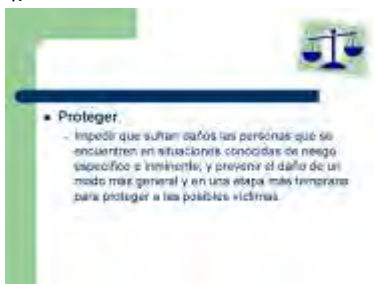 • Proteger
– Impedir que sufran daños las personas que se
encuentren en situaciones conocidas de riesgo
específico e inminente, y prevenir el daño de un
modo más general y en una etapa más temprana
para proteger a las posibles víctimas.